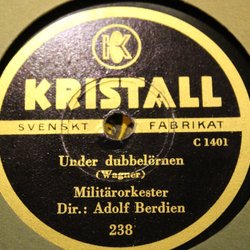 K
KRISTALL
SVENSKT FABRIKAT
C 1401
Under dubbelörnen
(Wagner)
Militärorkester
Dir.: Adolf Berdien
238